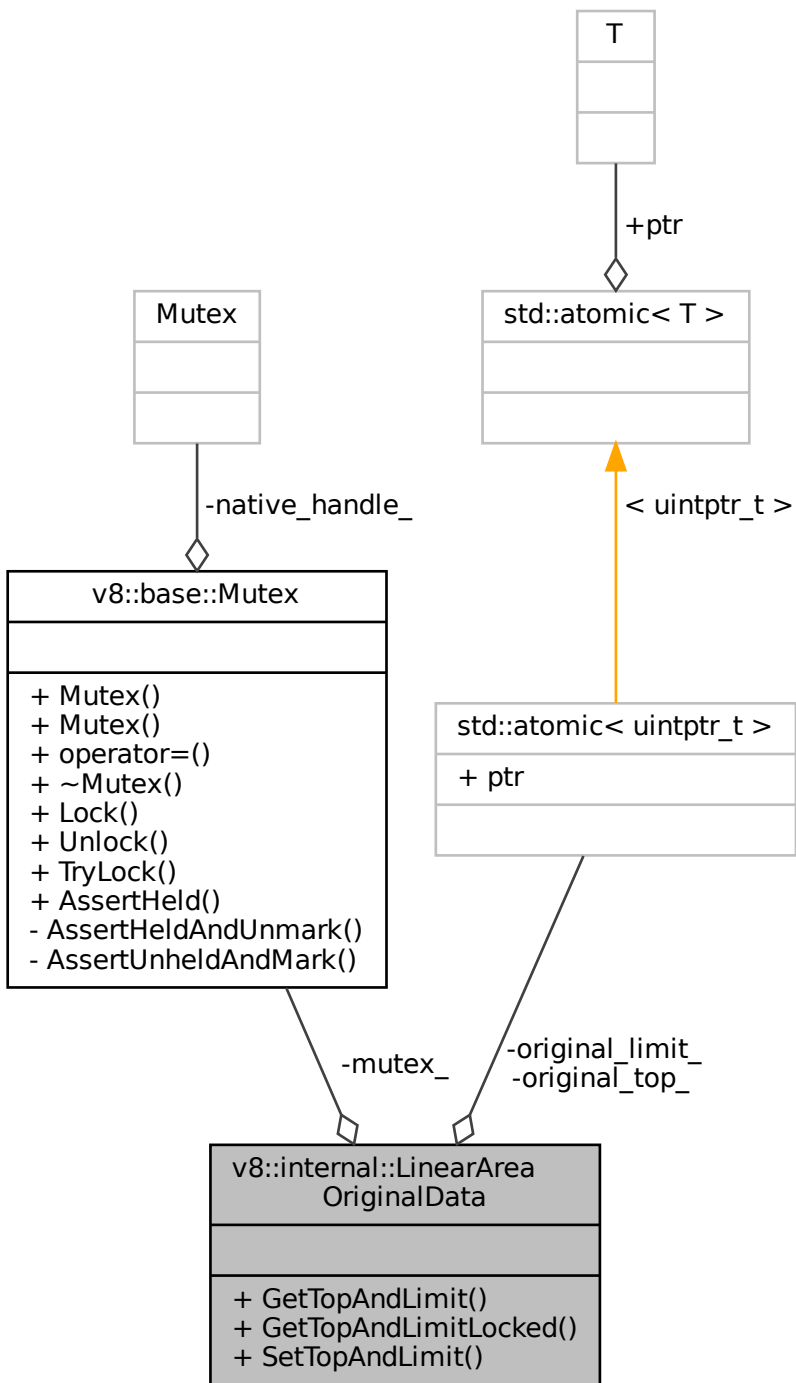 T
+ptr
Mutex
std::atomic< T >
-native_handle_
< uintptr_t >
v8::base::Mutex
+ Mutex()
+ Mutex()
+ operator=()
+ ~Mutex()
+ Lock()
+ Unlock()
+ TryLock()
+ AssertHeld()
- AssertHeldAndUnmark()
- AssertUnheldAndMark()
std::atomic< uintptr_t >
+ ptr
-mutex_
-original_limit_
-original_top_
v8::internal::LinearArea
OriginalData
+ GetTopAndLimit()
+ GetTopAndLimitLocked()
+ SetTopAndLimit()